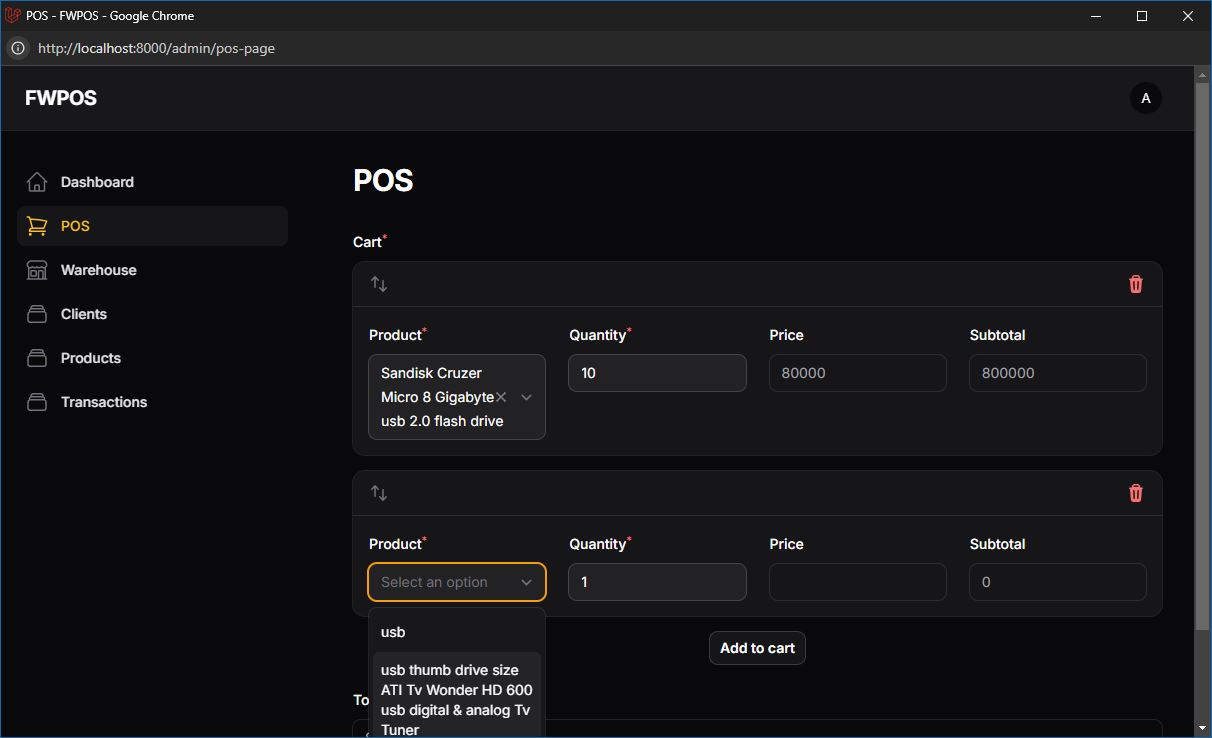 POS - FWPOS - Google Chrome
http://localhost:8000/admin/pos-page
FWPOS
A
Dashboard
POS
Warehouse
Clients
Products
Transactions
POS
Cart*
Product* Quantity* Price Subtotal
Sandisk Cruzer
Micro 8 Gigabyte
usb 2.0 flash drive
10
80000
800000
Product* Quantity* Price Subtotal
Select an option
1
0
usb
usb thumb drive size
ATI Tv Wonder HD 600
usb digital & analog Tv
Tuner
Add to cart
To